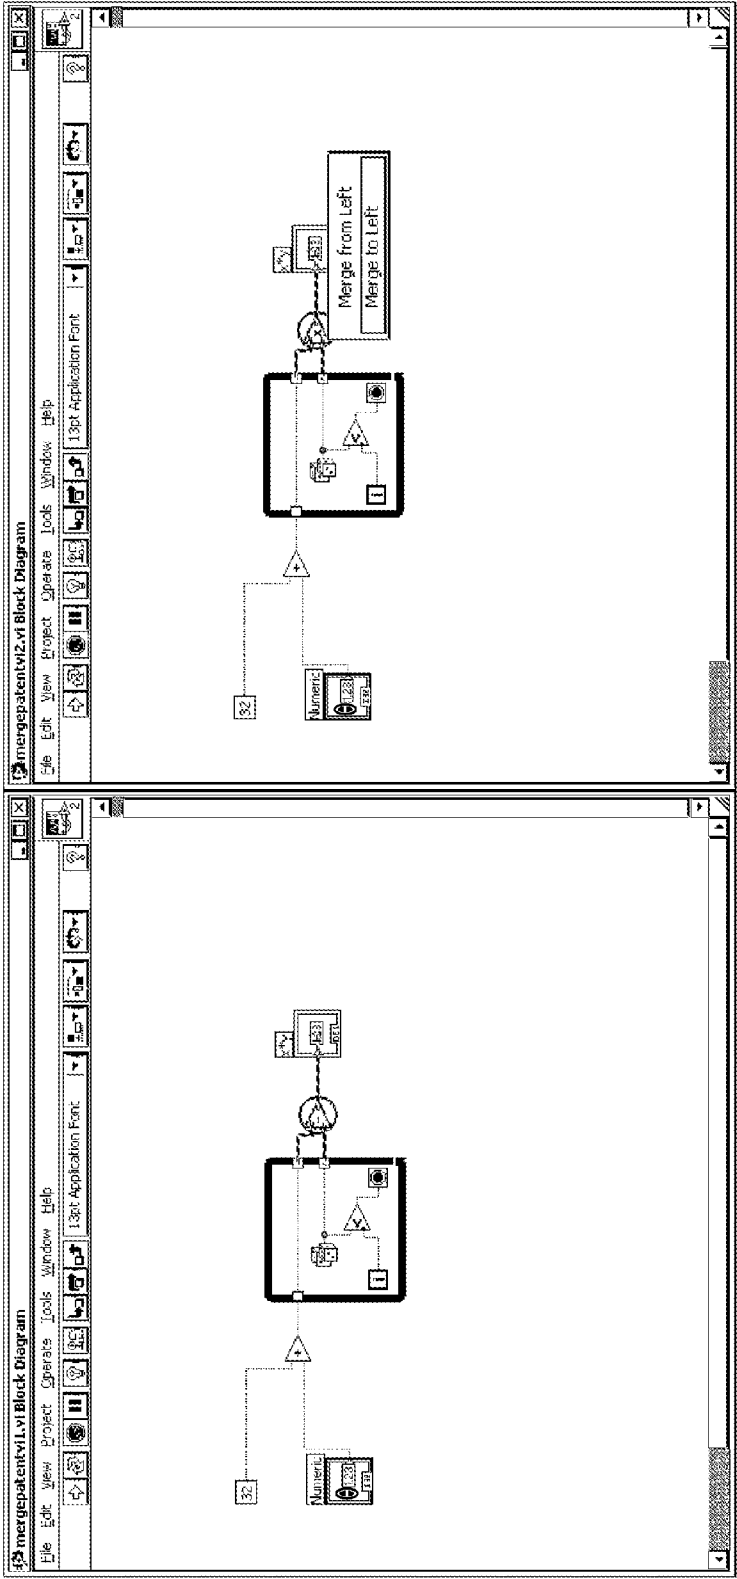 mergepatentvi1.vi Block Diagram
File Edit View Project Operate Tools Window Help
13pt Application Font
32
Numeric
123
mergepatentvi2.vi Block Diagram
File Edit View Project Operate Tools Window Help
13pt Application Font
32
Numeric
123
Merge from Left
Merge to Left